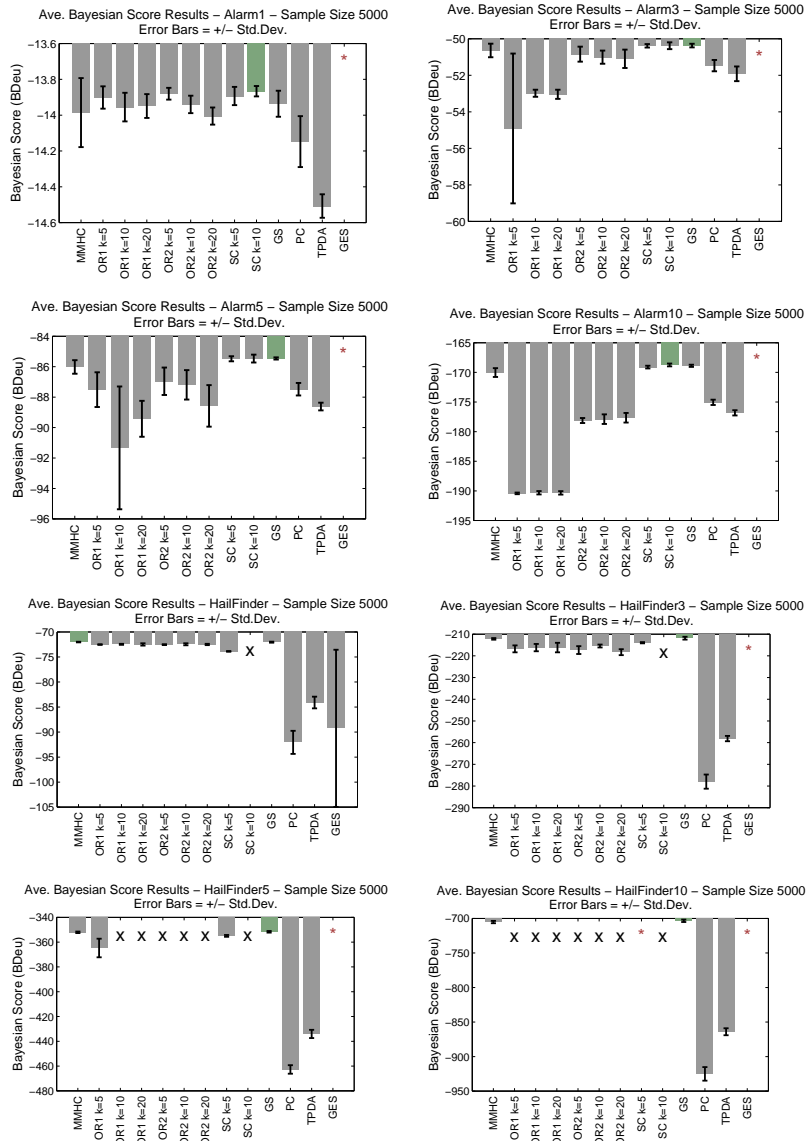 Ave. Bayesian Score Results – Alarm1 – Sample Size 5000
Error Bars = +/– Std.Dev.
Bayesian Score (BDeu)
−13.6
−13.8
−14
−14.2
−14.4
−14.6
MMHC
OR1 k=5
OR1 k=10
OR1 k=20
OR2 k=5
OR2 k=10
OR2 k=20
SC k=5
SC k=10
GS
PC
TPDA
GES
*
Ave. Bayesian Score Results – Alarm3 – Sample Size 5000
Error Bars = +/– Std.Dev.
Bayesian Score (BDeu)
−50
−52
−54
−56
−58
−60
MMHC
OR1 k=5
OR1 k=10
OR1 k=20
OR2 k=5
OR2 k=10
OR2 k=20
SC k=5
SC k=10
GS
PC
TPDA
GES
*
Ave. Bayesian Score Results – Alarm5 – Sample Size 5000
Error Bars = +/– Std.Dev.
Bayesian Score (BDeu)
−84
−86
−88
−90
−92
−94
−96
MMHC
OR1 k=5
OR1 k=10
OR1 k=20
OR2 k=5
OR2 k=10
OR2 k=20
SC k=5
SC k=10
GS
PC
TPDA
GES
*
Ave. Bayesian Score Results – Alarm10 – Sample Size 5000
Error Bars = +/– Std.Dev.
Bayesian Score (BDeu)
−165
−170
−175
−180
−185
−190
−195
MMHC
OR1 k=5
OR1 k=10
OR1 k=20
OR2 k=5
OR2 k=10
OR2 k=20
SC k=5
SC k=10
GS
PC
TPDA
GES
*
Ave. Bayesian Score Results – HailFinder – Sample Size 5000
Error Bars = +/– Std.Dev.
Bayesian Score (BDeu)
−70
−75
−80
−85
−90
−95
−100
−105
MMHC
OR1 k=5
OR1 k=10
OR1 k=20
OR2 k=5
OR2 k=10
OR2 k=20
SC k=5
SC k=10
GS
PC
TPDA
GES
x
Ave. Bayesian Score Results – HailFinder3 – Sample Size 5000
Error Bars = +/– Std.Dev.
Bayesian Score (BDeu)
−210
−220
−230
−240
−250
−260
−270
−280
−290
MMHC
OR1 k=5
OR1 k=10
OR1 k=20
OR2 k=5
OR2 k=10
OR2 k=20
SC k=5
SC k=10
GS
PC
TPDA
GES
x *
Ave. Bayesian Score Results – HailFinder5 – Sample Size 5000
Error Bars = +/– Std.Dev.
Bayesian Score (BDeu)
−340
−360
−380
−400
−420
−440
−460
−480
MMHC
OR1 k=5
OR1 k=10
OR1 k=20
OR2 k=5
OR2 k=10
OR2 k=20
SC k=5
SC k=10
GS
PC
TPDA
GES
x x x x x x *
Ave. Bayesian Score Results – HailFinder10 – Sample Size 5000
Error Bars = +/– Std.Dev.
Bayesian Score (BDeu)
−700
−750
−800
−850
−900
−950
MMHC
OR1 k=5
OR1 k=10
OR1 k=20
OR2 k=5
OR2 k=10
OR2 k=20
SC k=5
SC k=10
GS
PC
TPDA
GES
x x x x x x * x *